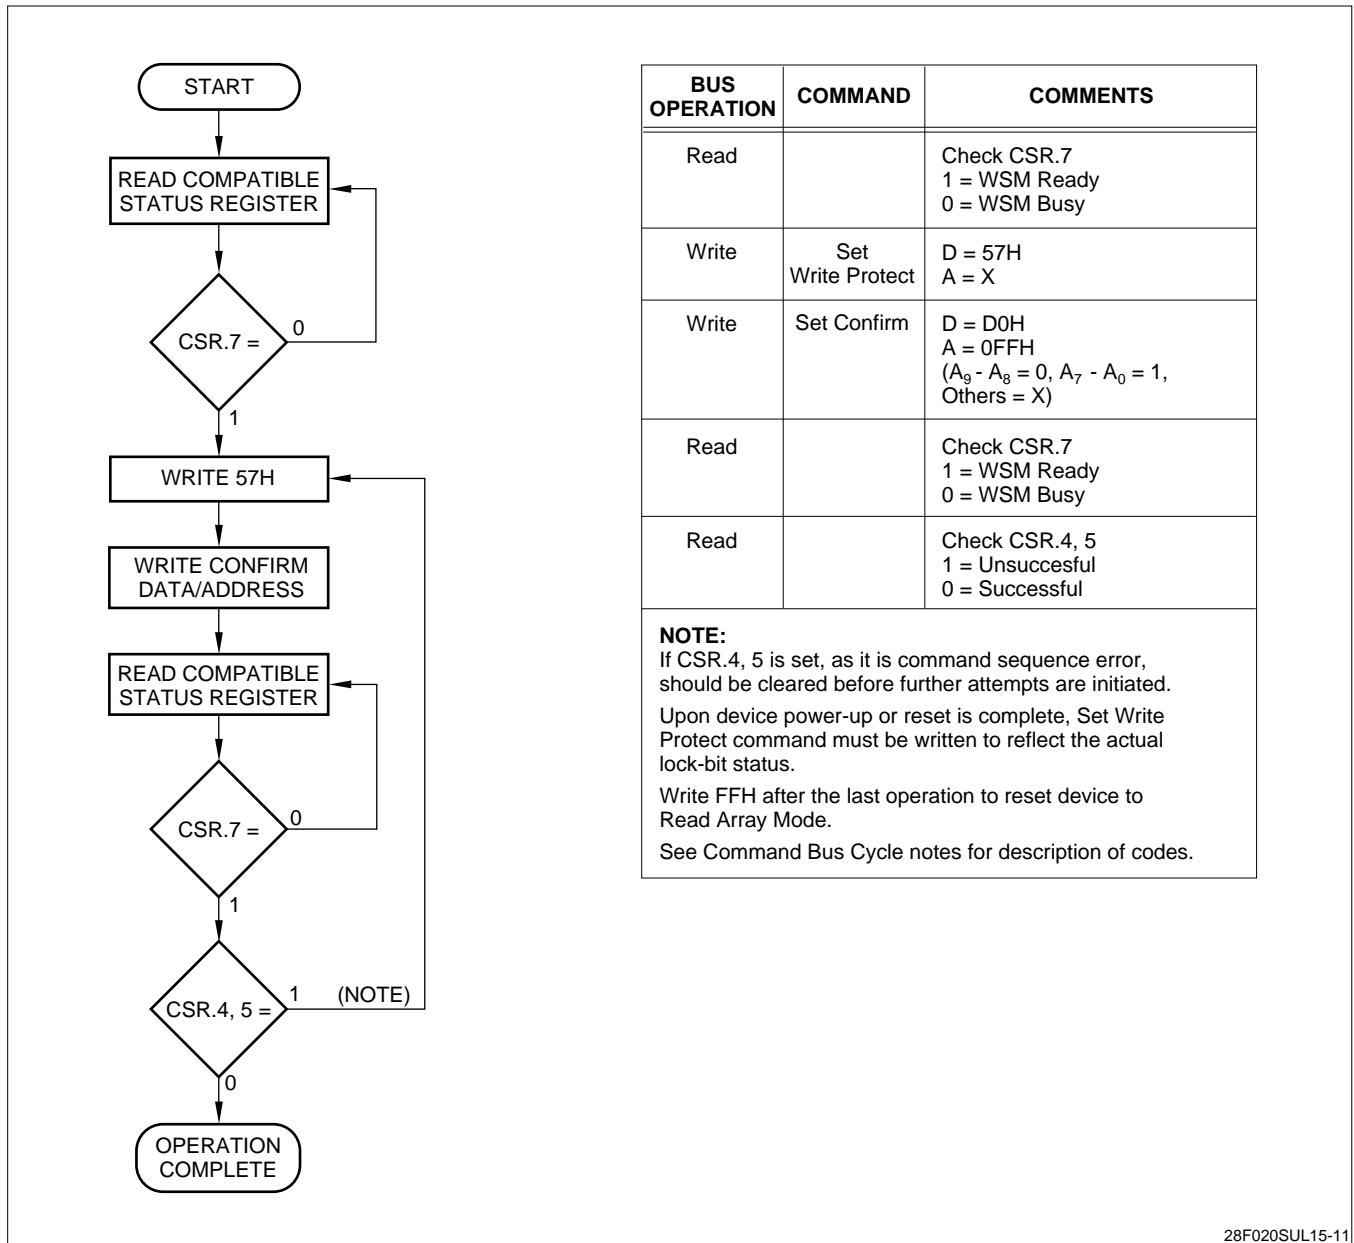 START
READ COMPATIBLE
STATUS REGISTER
CSR.7 =
0
1
WRITE 57H
WRITE CONFIRM
DATA/ADDRESS
READ COMPATIBLE
STATUS REGISTER
CSR.7 =
0
1
CSR.4, 5 =
1
(NOTE)
0
OPERATION
COMPLETE
BUS
OPERATION
COMMAND
COMMENTS
Read
Check CSR.7
1 = WSM Ready
0 = WSM Busy
Write
Set
Write Protect
D = 57H
A = X
Write
Set Confirm
D = D0H
A = 0FFH
(A9 - A8 = 0, A7 - A0 = 1,
Others = X)
Read
Check CSR.7
1 = WSM Ready
0 = WSM Busy
Read
Check CSR.4, 5
1 = Unsuccesful
0 = Successful
NOTE:
If CSR.4, 5 is set, as it is command sequence error,
should be cleared before further attempts are initiated.
Upon device power-up or reset is complete, Set Write
Protect command must be written to reflect the actual
lock-bit status.
Write FFH after the last operation to reset device to
Read Array Mode.
See Command Bus Cycle notes for description of codes.
28F020SUL15-11